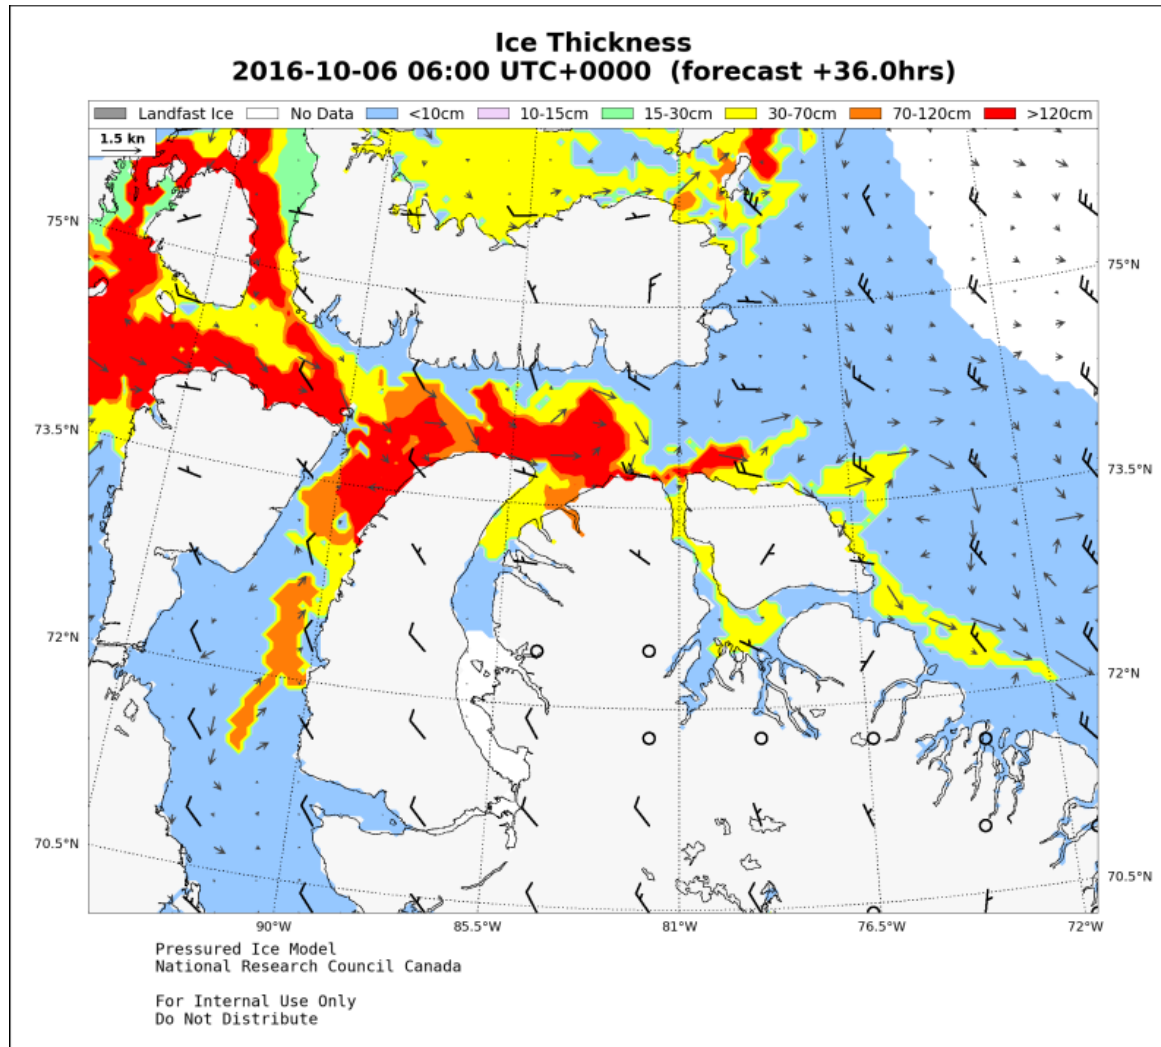 Ice Thickness
2016-10-06 06:00 UTC+0000  (forecast +36.0hrs)
Landfast Ice No Data <10cm 10-15cm 15-30cm 30-70cm 70-120cm >120cm
1.5 kn
75°N
75°N
73.5°N
73.5°N
72°N
72°N
70.5°N
70.5°N
90°W 85.5°W 81°W 76.5°W 72°W
Pressured Ice Model
National Research Council Canada
For Internal Use Only
Do Not Distribute